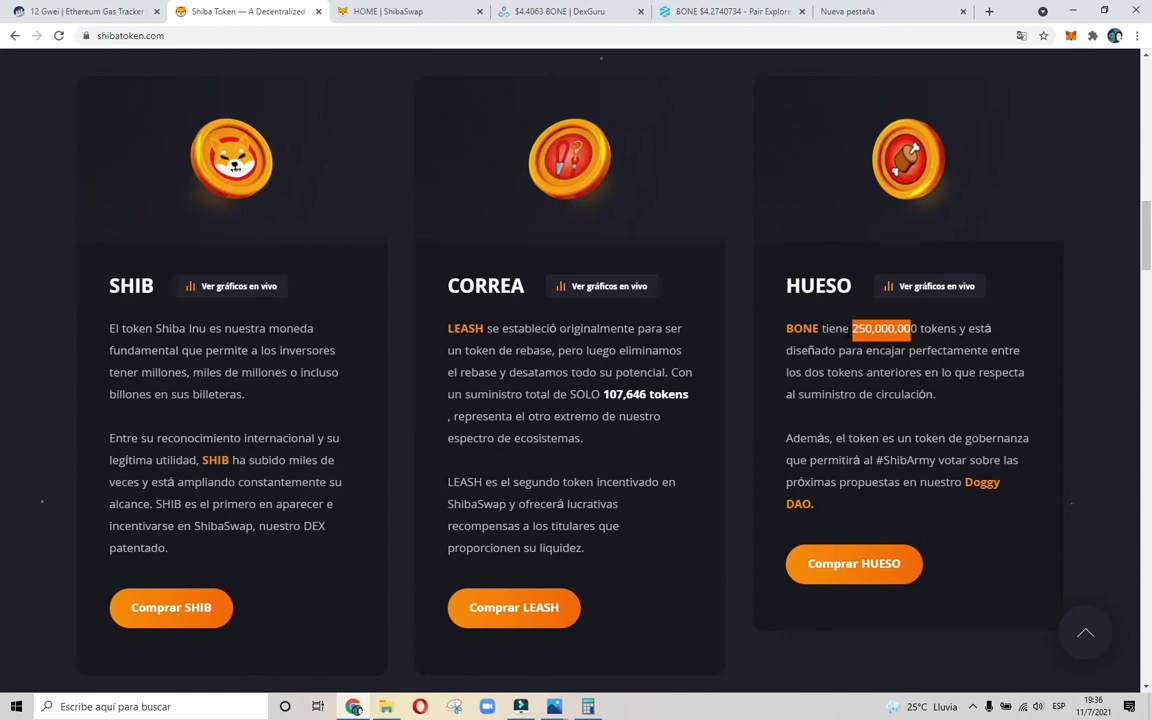 12 Gwei | Ethereum Gas Tracker
Shiba Token — A Decentralized
HOME | ShibaSwap
$4.4063 BONE | DexGuru
BONE $4.2740734 - Pair Explorer
Nueva pestaña
shibatoken.com
SHIB
Ver gráficos en vivo
El token Shiba Inu es nuestra moneda
fundamental que permite a los inversores
tener millones, miles de millones o incluso
billones en sus billeteras.
Entre su reconocimiento internacional y su
legítima utilidad, SHIB ha subido miles de
veces y está ampliando constantemente su
alcance. SHIB es el primero en aparecer e
incentivarse en ShibaSwap, nuestro DEX
patentado.
Comprar SHIB
CORREA
Ver gráficos en vivo
LEASH se estableció originalmente para ser
un token de rebase, pero luego eliminamos
el rebase y desatamos todo su potencial. Con
un suministro total de SOLO 107,646 tokens
, representa el otro extremo de nuestro
espectro de ecosistemas.
LEASH es el segundo token incentivado en
ShibaSwap y ofrecerá lucrativas
recompensas a los titulares que
proporcionen su liquidez.
Comprar LEASH
HUESO
Ver gráficos en vivo
BONE tiene 250,000,000 tokens y está
diseñado para encajar perfectamente entre
los dos tokens anteriores en lo que respecta
al suministro de circulación.
Además, el token es un token de gobernanza
que permitirá al #ShibArmy votar sobre las
próximas propuestas en nuestro Doggy
DAO.
Comprar HUESO
Escribe aquí para buscar
25°C Lluvia
ESP
19:36
11/7/2021